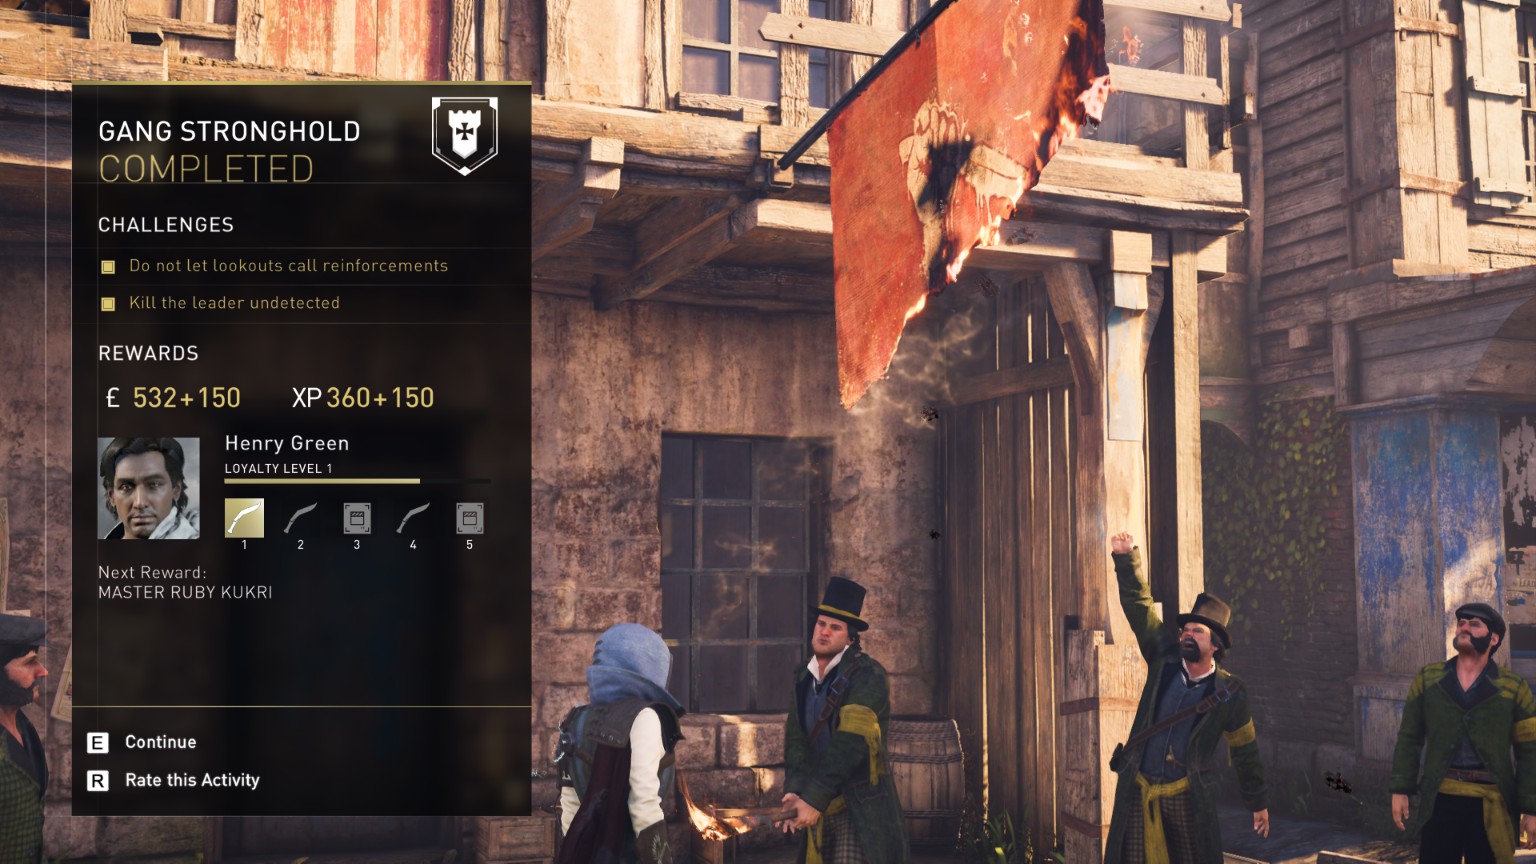 GANG STRONGHOLD
COMPLETED
CHALLENGES
Do not let lookouts call reinforcements
Kill the leader undetected
REWARDS
£ 532+150 XP 360+150
Henry Green
LOYALTY LEVEL 1
1 2 3 4 5
Next Reward:
MASTER RUBY KUKRI
E Continue
R Rate this Activity